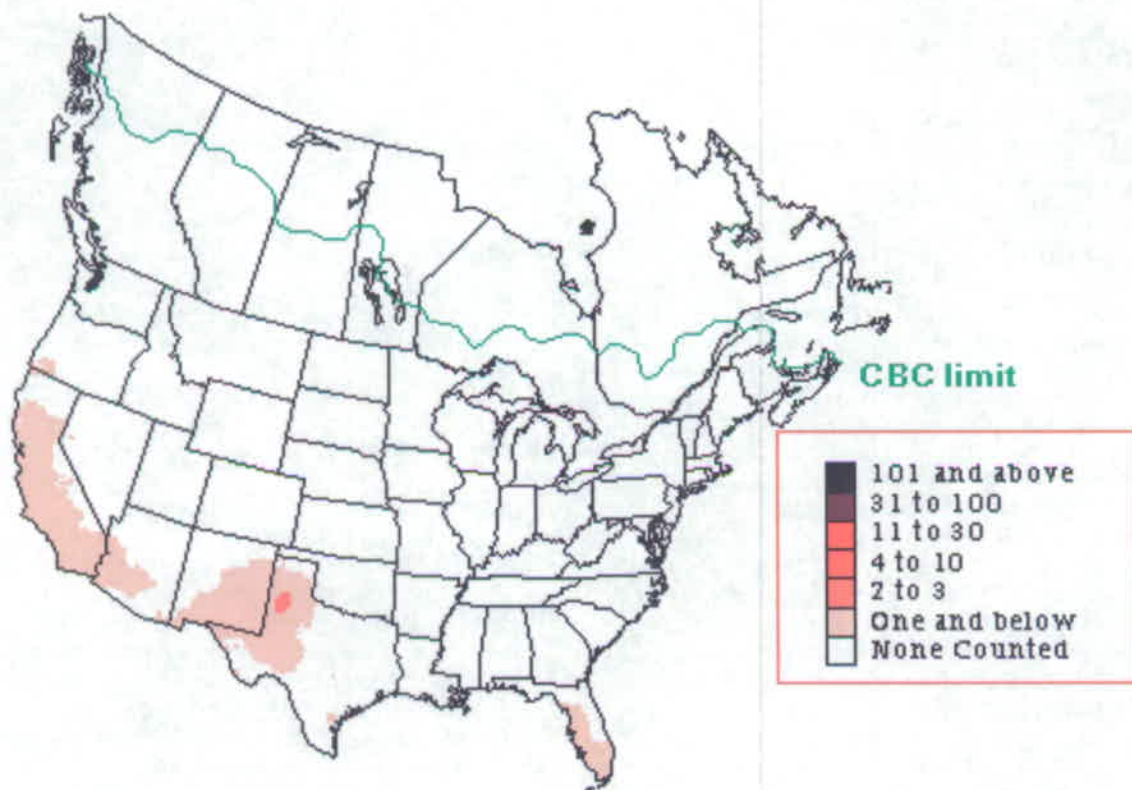 CBC limit
101 and above
31 to 100
11 to 30
4 to 10
2 to 3
One and below
None Counted